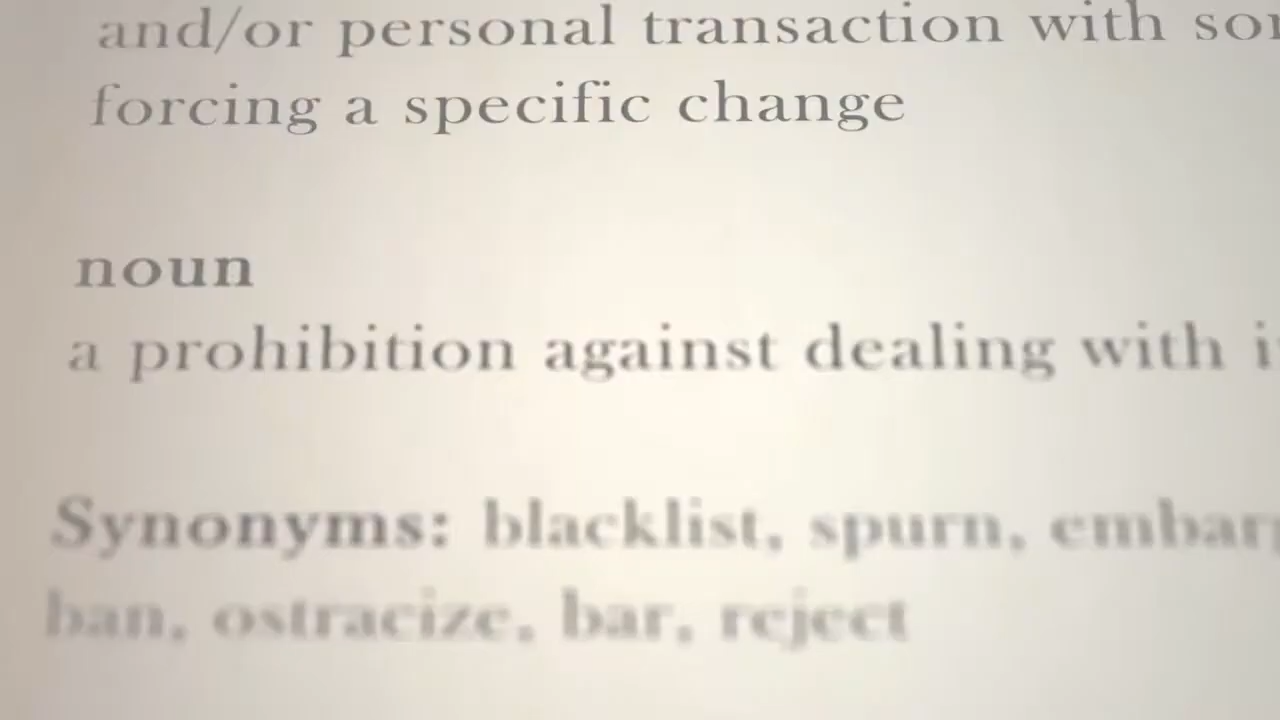 and/or personal transaction with
forcing a specific change
noun
a prohibition against dealing with
Synonyms: blacklist, spurn,
ban, ostracize, bar, reject